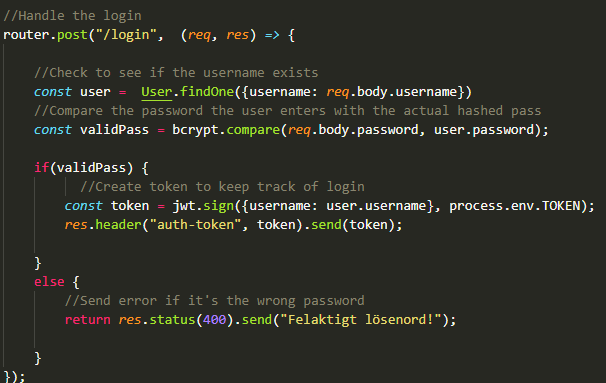 //Handle the login
router.post("/login",  (req, res) => {
//Check to see if the username exists
const user =  User.findOne({username: req.body.username})
//Compare the password the user enters with the actual hashed pass
const validPass = bcrypt.compare(req.body.password, user.password);
if(validPass) {
//Create token to keep track of login
const token = jwt.sign({username: user.username}, process.env.TOKEN);
res.header("auth-token", token).send(token);
}
else {
//Send error if it's the wrong password
return res.status(400).send("Felaktigt lösenord!");
}
});